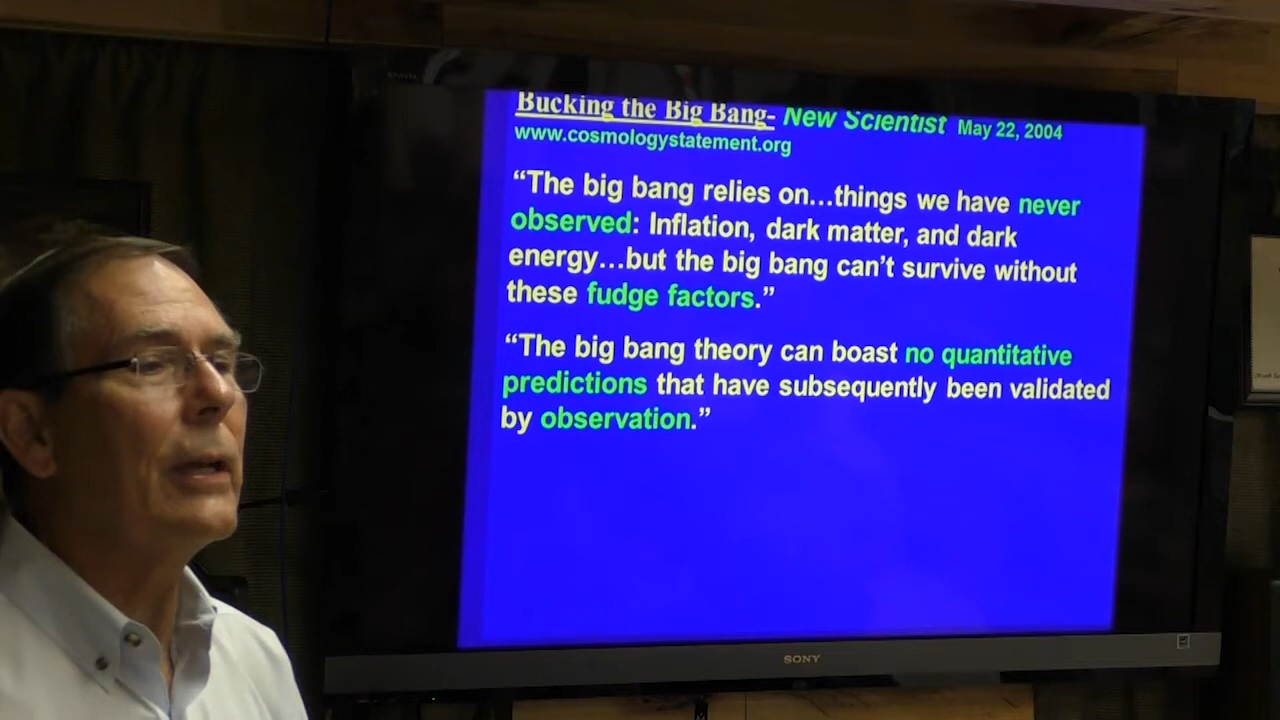 Bucking the Big Bang- New Scientist May 22, 2004
www.cosmologystatement.org
“The big bang relies on…things we have never
observed: Inflation, dark matter, and dark
energy…but the big bang can’t survive without
these fudge factors.”
“The big bang theory can boast no quantitative
predictions that have subsequently been validated
by observation.”
SONY